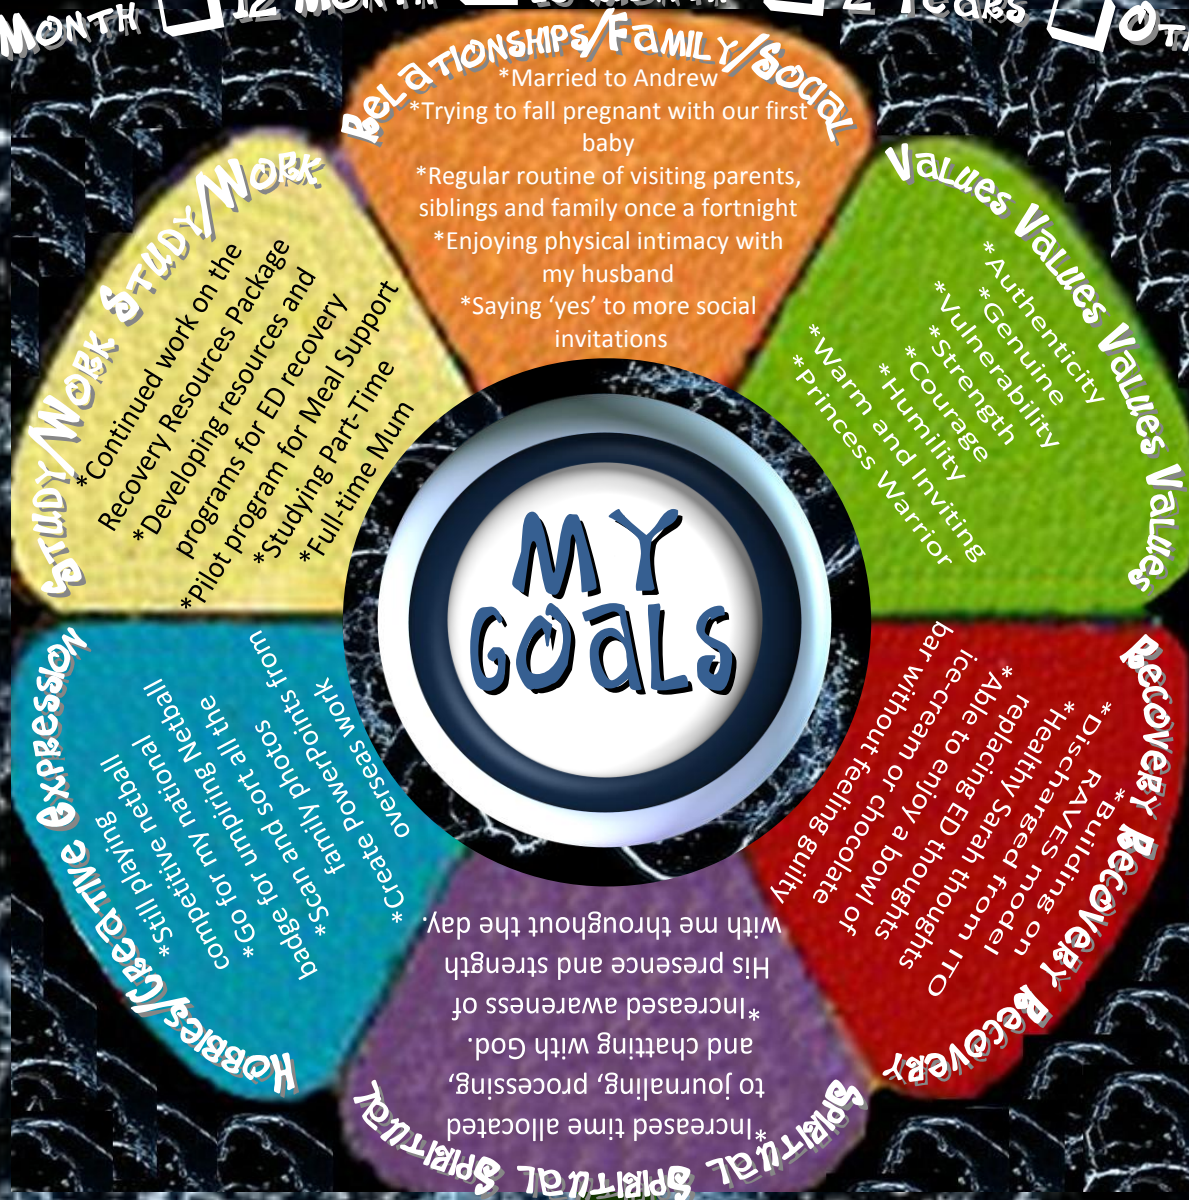 Month 12 Month
2 Years
Relationships/Family/Social
*Married to Andrew
*Trying to fall pregnant with our first
baby
*Regular routine of visiting parents,
siblings and family once a fortnight
*Enjoying physical intimacy with
my husband
*Saying ‘yes’ to more social
invitations
Values Values Values Values
*Authenticity
*Genuine
*Vulnerability
*Strength
*Courage
*Humility
*Warm and Inviting
*Princess Warrior
Recovery Recovery Recovery
*Building on
RAVES model
*Discharged from ITO
*Healthy Sarah thoughts
replacing ED thoughts
*Able to enjoy a bowl of
ice-cream or chocolate
bar without feeling guilty
Spiritual Spiritual Spiritual
*Increased time allocated
to journaling, processing,
and chatting with God.
*Increased awareness of
His presence and strength
with me throughout the day.
Hobbies/Creative Expression
*Still playing
competitive netball
*Go for my national
badge for umpiring Netball
*Scan and sort all the
family photos
*Create PowerPoints from
overseas work
Study/Work Study/Work
*Continued work on the
Recovery Resources Package
*Developing resources and
programs for ED recovery
*Pilot program for Meal Support
*Studying Part-Time
*Full-time Mum
My
Goals